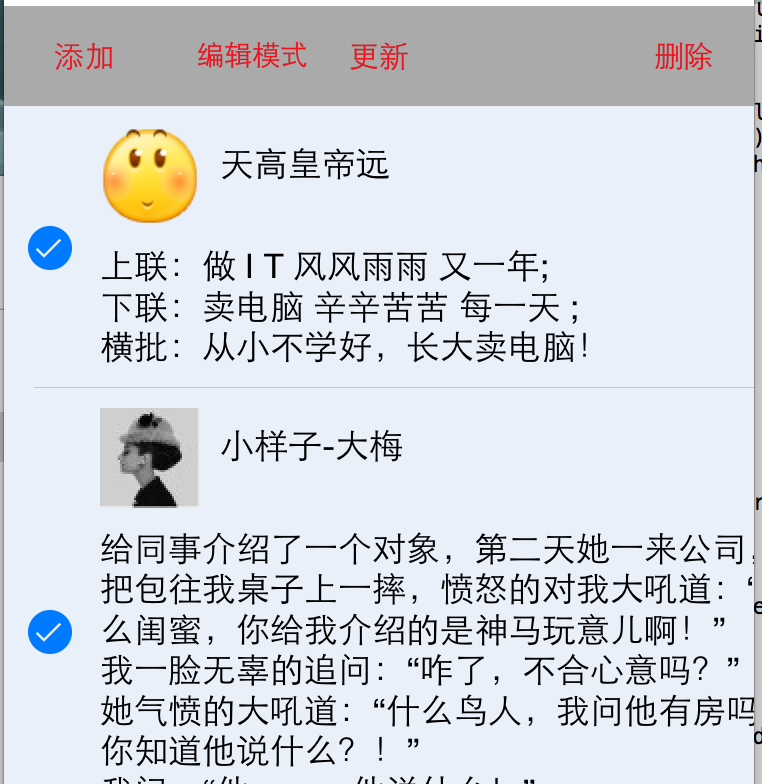 添加 编辑模式 更新 删除
天高皇帝远
上联：做 I T 风风雨雨 又一年;
下联：卖电脑 辛辛苦苦 每一天 ;
横批：从小不学好，长大卖电脑！
小样子-大梅
给同事介绍了一个对象，第二天她一来公司，
把包往我桌子上一摔，愤怒的对我大吼道：“
么闺蜜，你给我介绍的是神马玩意儿啊！”
我一脸无辜的追问：“咋了，不合心意吗？”
她气愤的大吼道：“什么鸟人，我问他有房吗
你知道他说什么？！”